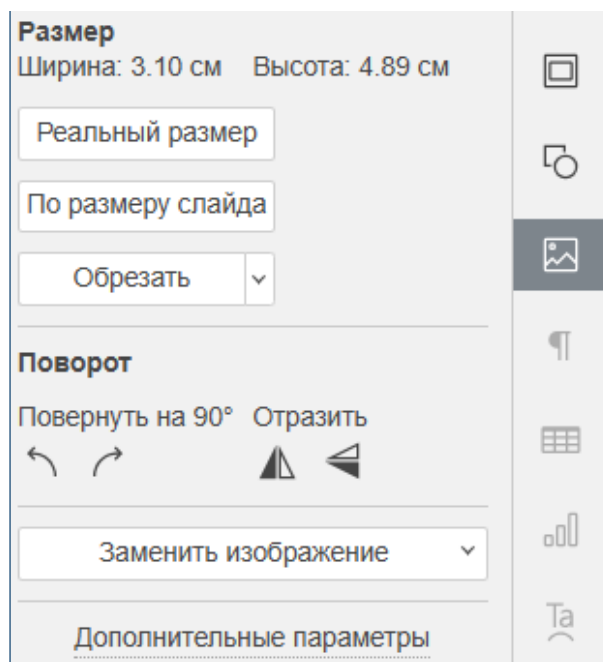 Размер
Ширина: 3.10 см Высота: 4.89 см
Реальный размер
По размеру слайда
Обрезать
Поворот
Повернуть на 90° Отразить
Заменить изображение
Дополнительные параметры
¶
Ta